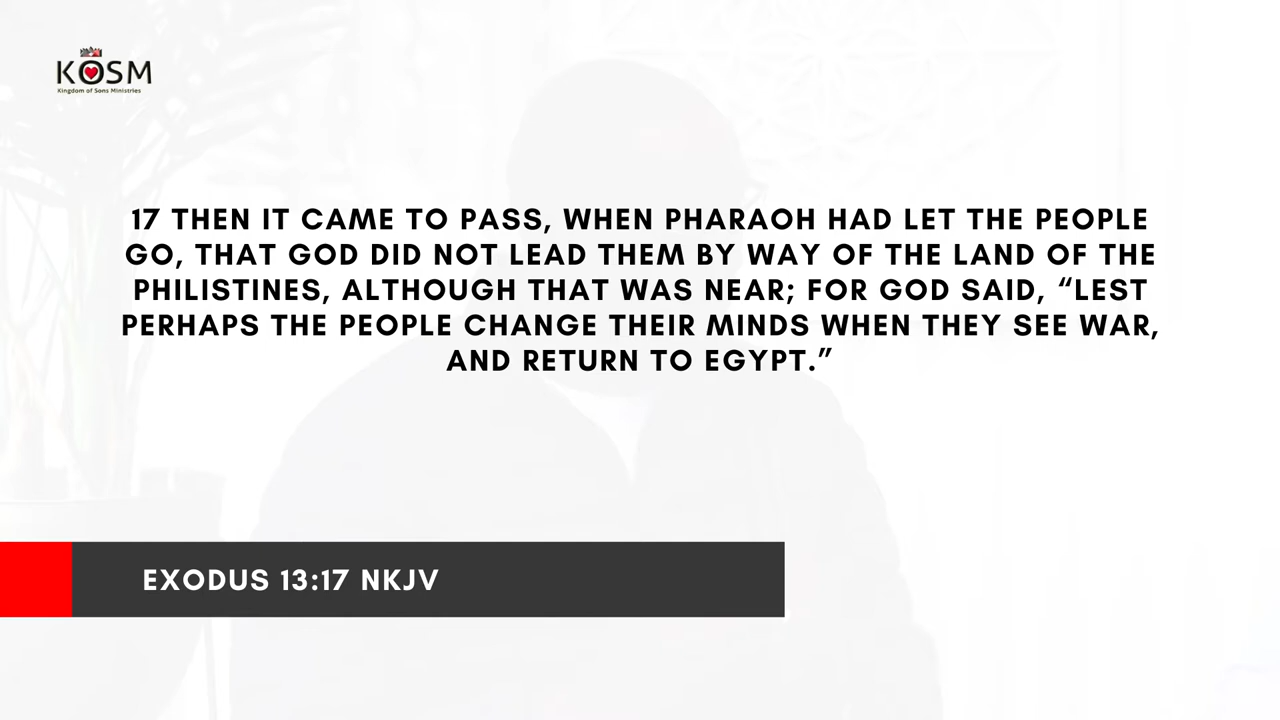 KOSM
Kingdom of Sons Ministries
17 THEN IT CAME TO PASS, WHEN PHARAOH HAD LET THE PEOPLE
GO, THAT GOD DID NOT LEAD THEM BY WAY OF THE LAND OF THE
PHILISTINES, ALTHOUGH THAT WAS NEAR; FOR GOD SAID, “LEST
PERHAPS THE PEOPLE CHANGE THEIR MINDS WHEN THEY SEE WAR,
AND RETURN TO EGYPT.”
EXODUS 13:17 NKJV